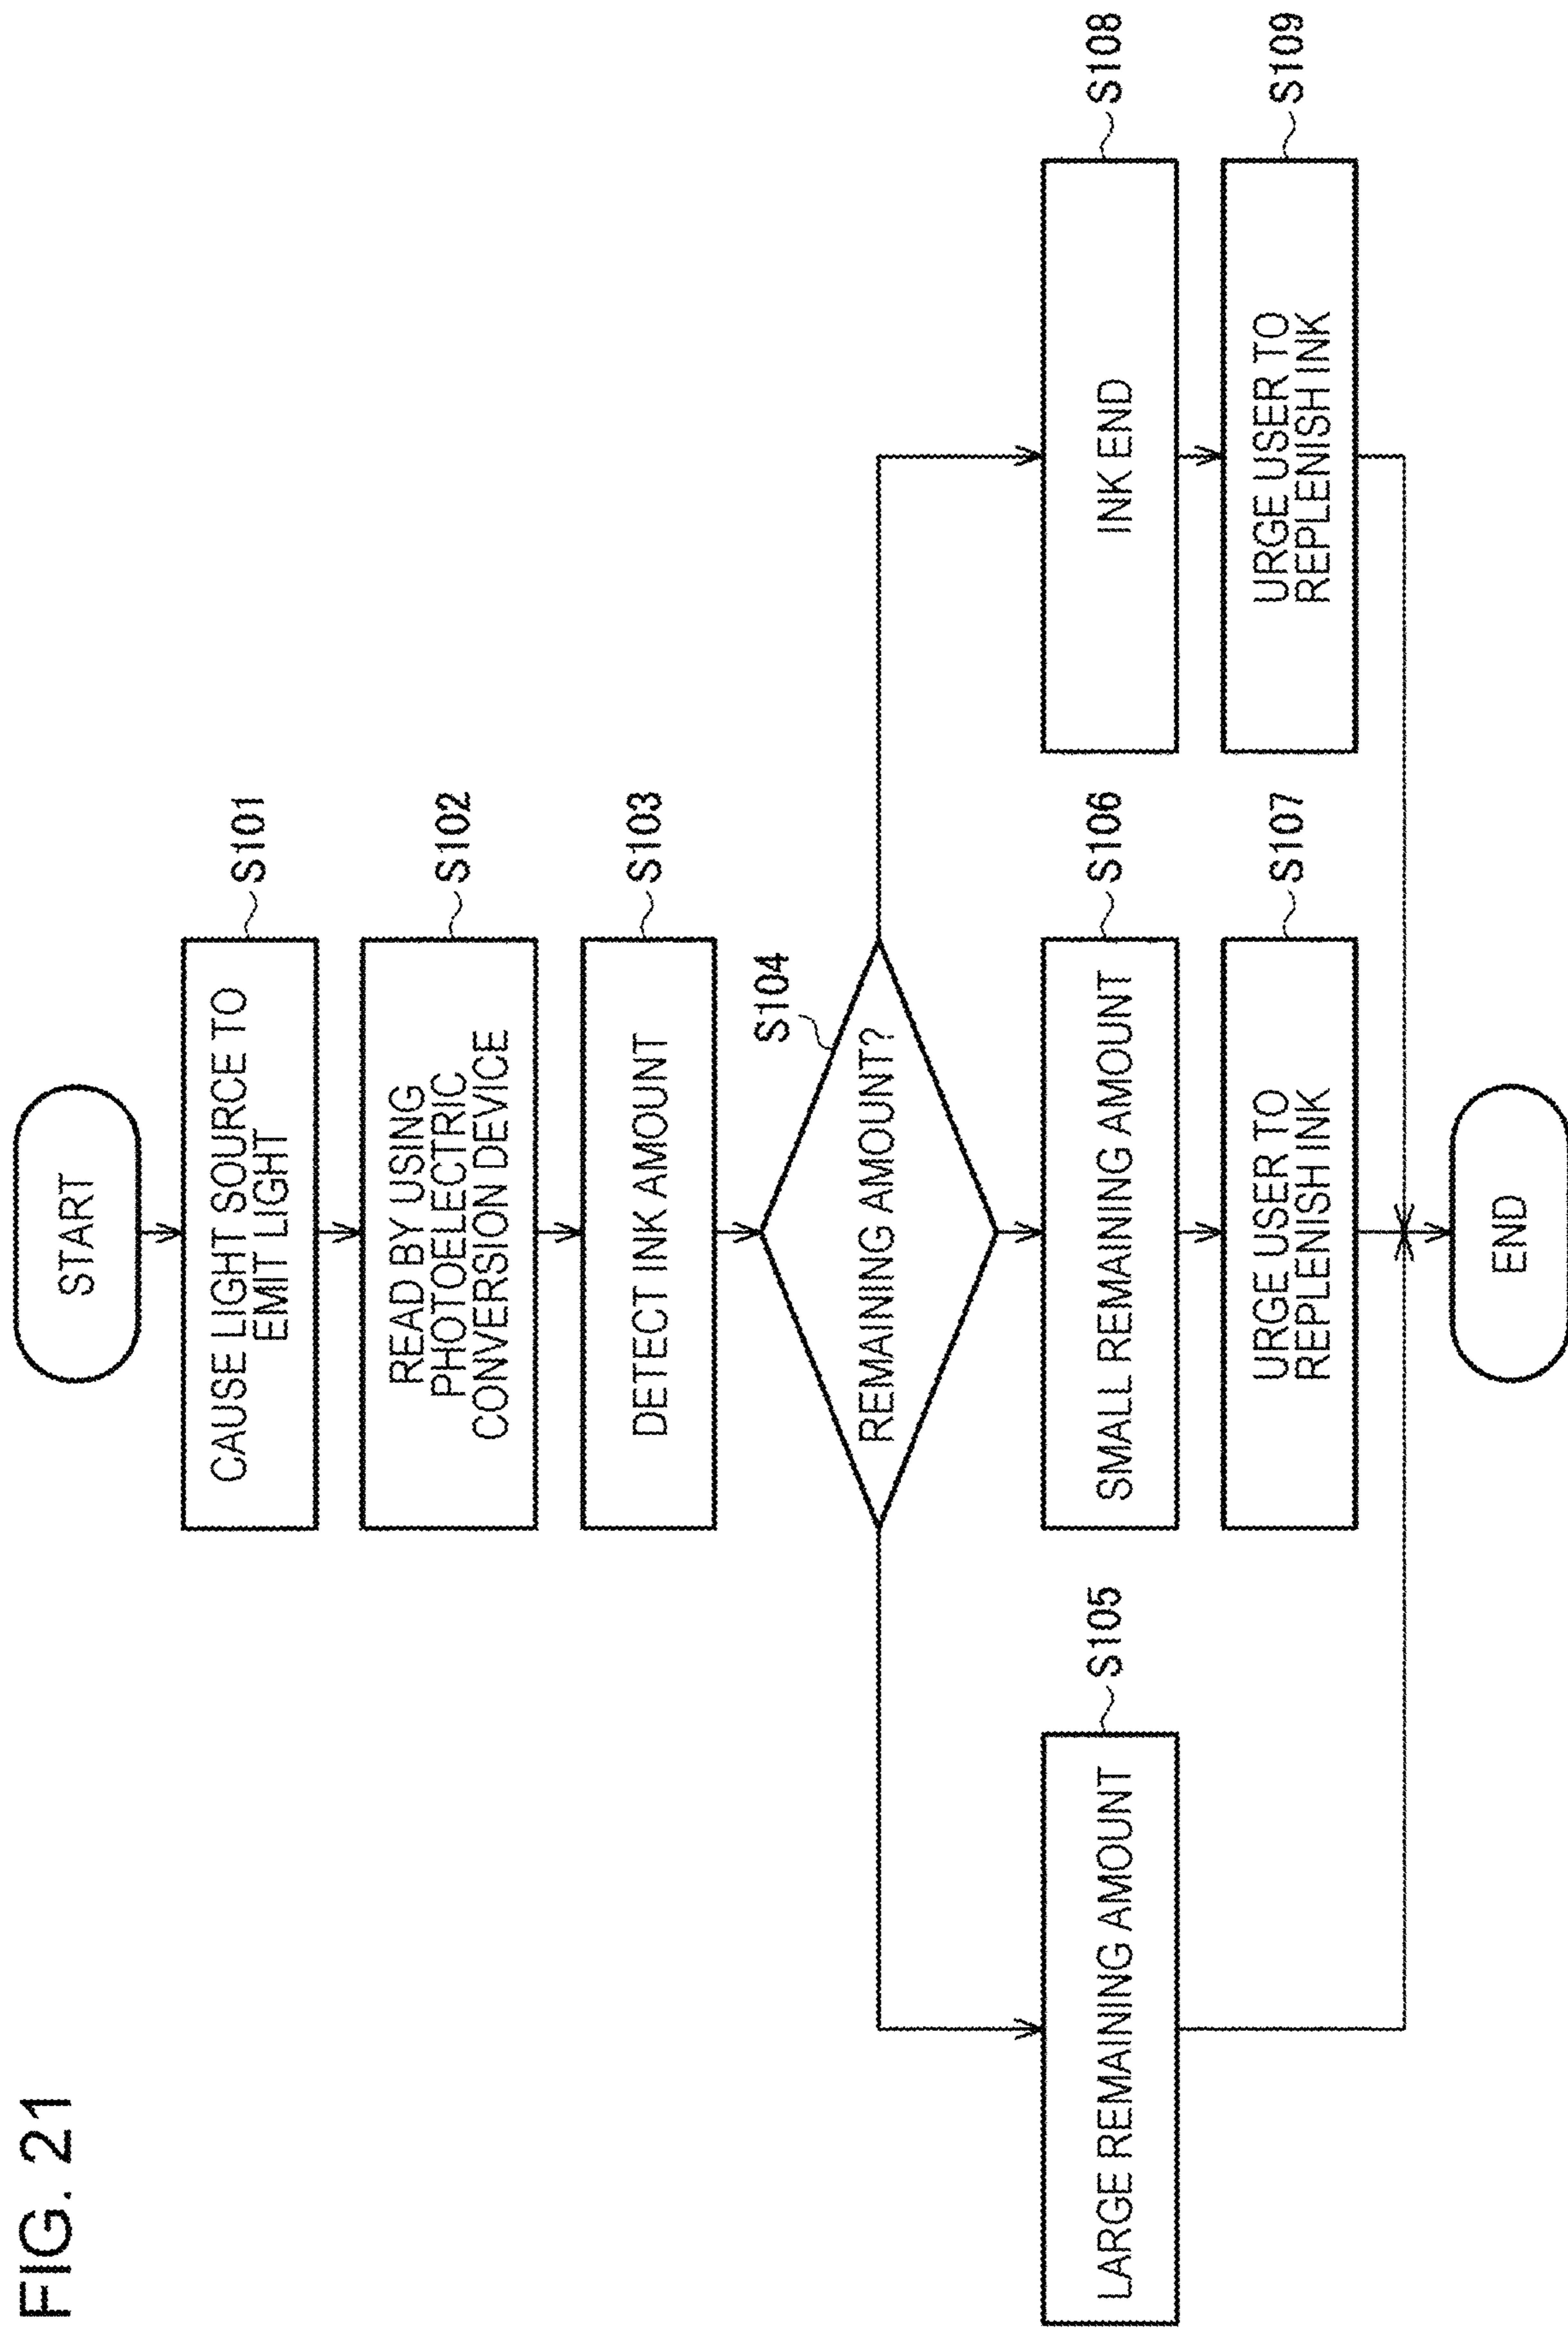 FIG. 21
START
CAUSE LIGHT SOURCE TO
EMIT LIGHT
S101
READ BY USING
PHOTOELECTRIC
CONVERSION DEVICE
S102
DETECT INK AMOUNT
S103
S104
REMAINING AMOUNT?
LARGE REMAINING AMOUNT
S105
SMALL REMAINING AMOUNT
S106
INK END
S108
URGE USER TO
REPLENISH INK
S107
URGE USER TO
REPLENISH INK
S109
END